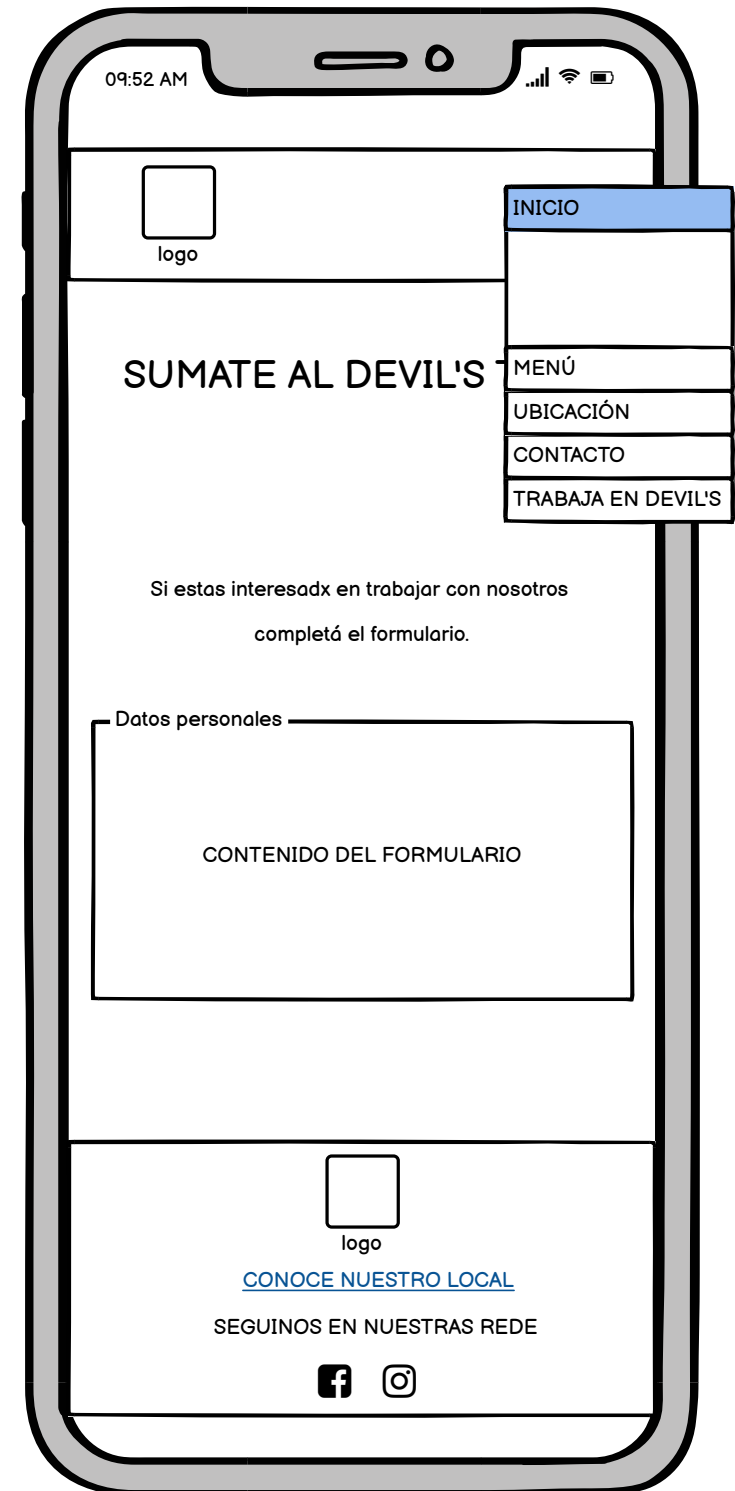 09:52 AM
logo
INICIO
SUMATE AL DEVIL'S
MENÚ
UBICACIÓN
CONTACTO
TRABAJA EN DEVIL'S
Si estas interesadx en trabajar con nosotros
completá el formulario.
Datos personales
CONTENIDO DEL FORMULARIO
logo
CONOCE NUESTRO LOCAL
SEGUINOS EN NUESTRAS REDE